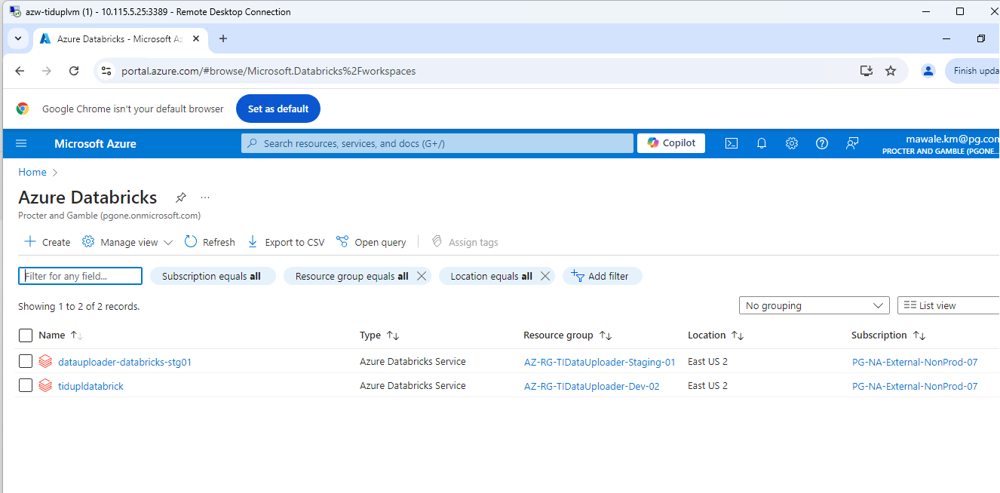 azw-tiduplvm (1) - 10.115.5.25:3389 - Remote Desktop Connection
Azure Databricks - Microsoft Az
portal.azure.com/#browse/Microsoft.Databricks%2Fworkspaces
Finish upda
Google Chrome isn't your default browser Set as default
Microsoft Azure Search resources, services, and docs (G+/) Copilot mawale.km@pg.com
PROCTER AND GAMBLE (PGONE...
Home >
Azure Databricks ...
Procter and Gamble (pgone.onmicrosoft.com)
Create Manage view Refresh Export to CSV Open query Assign tags
Filter for any field... Subscription equals all Resource group equals all Location equals all Add filter
Showing 1 to 2 of 2 records. No grouping List view
Name Type Resource group Location Subscription
datauploader-databricks-stg01 Azure Databricks Service AZ-RG-TIDataUploader-Staging-01 East US 2 PG-NA-External-NonProd-07
tidupldatabrick Azure Databricks Service AZ-RG-TIDataUploader-Dev-02 East US 2 PG-NA-External-NonProd-07